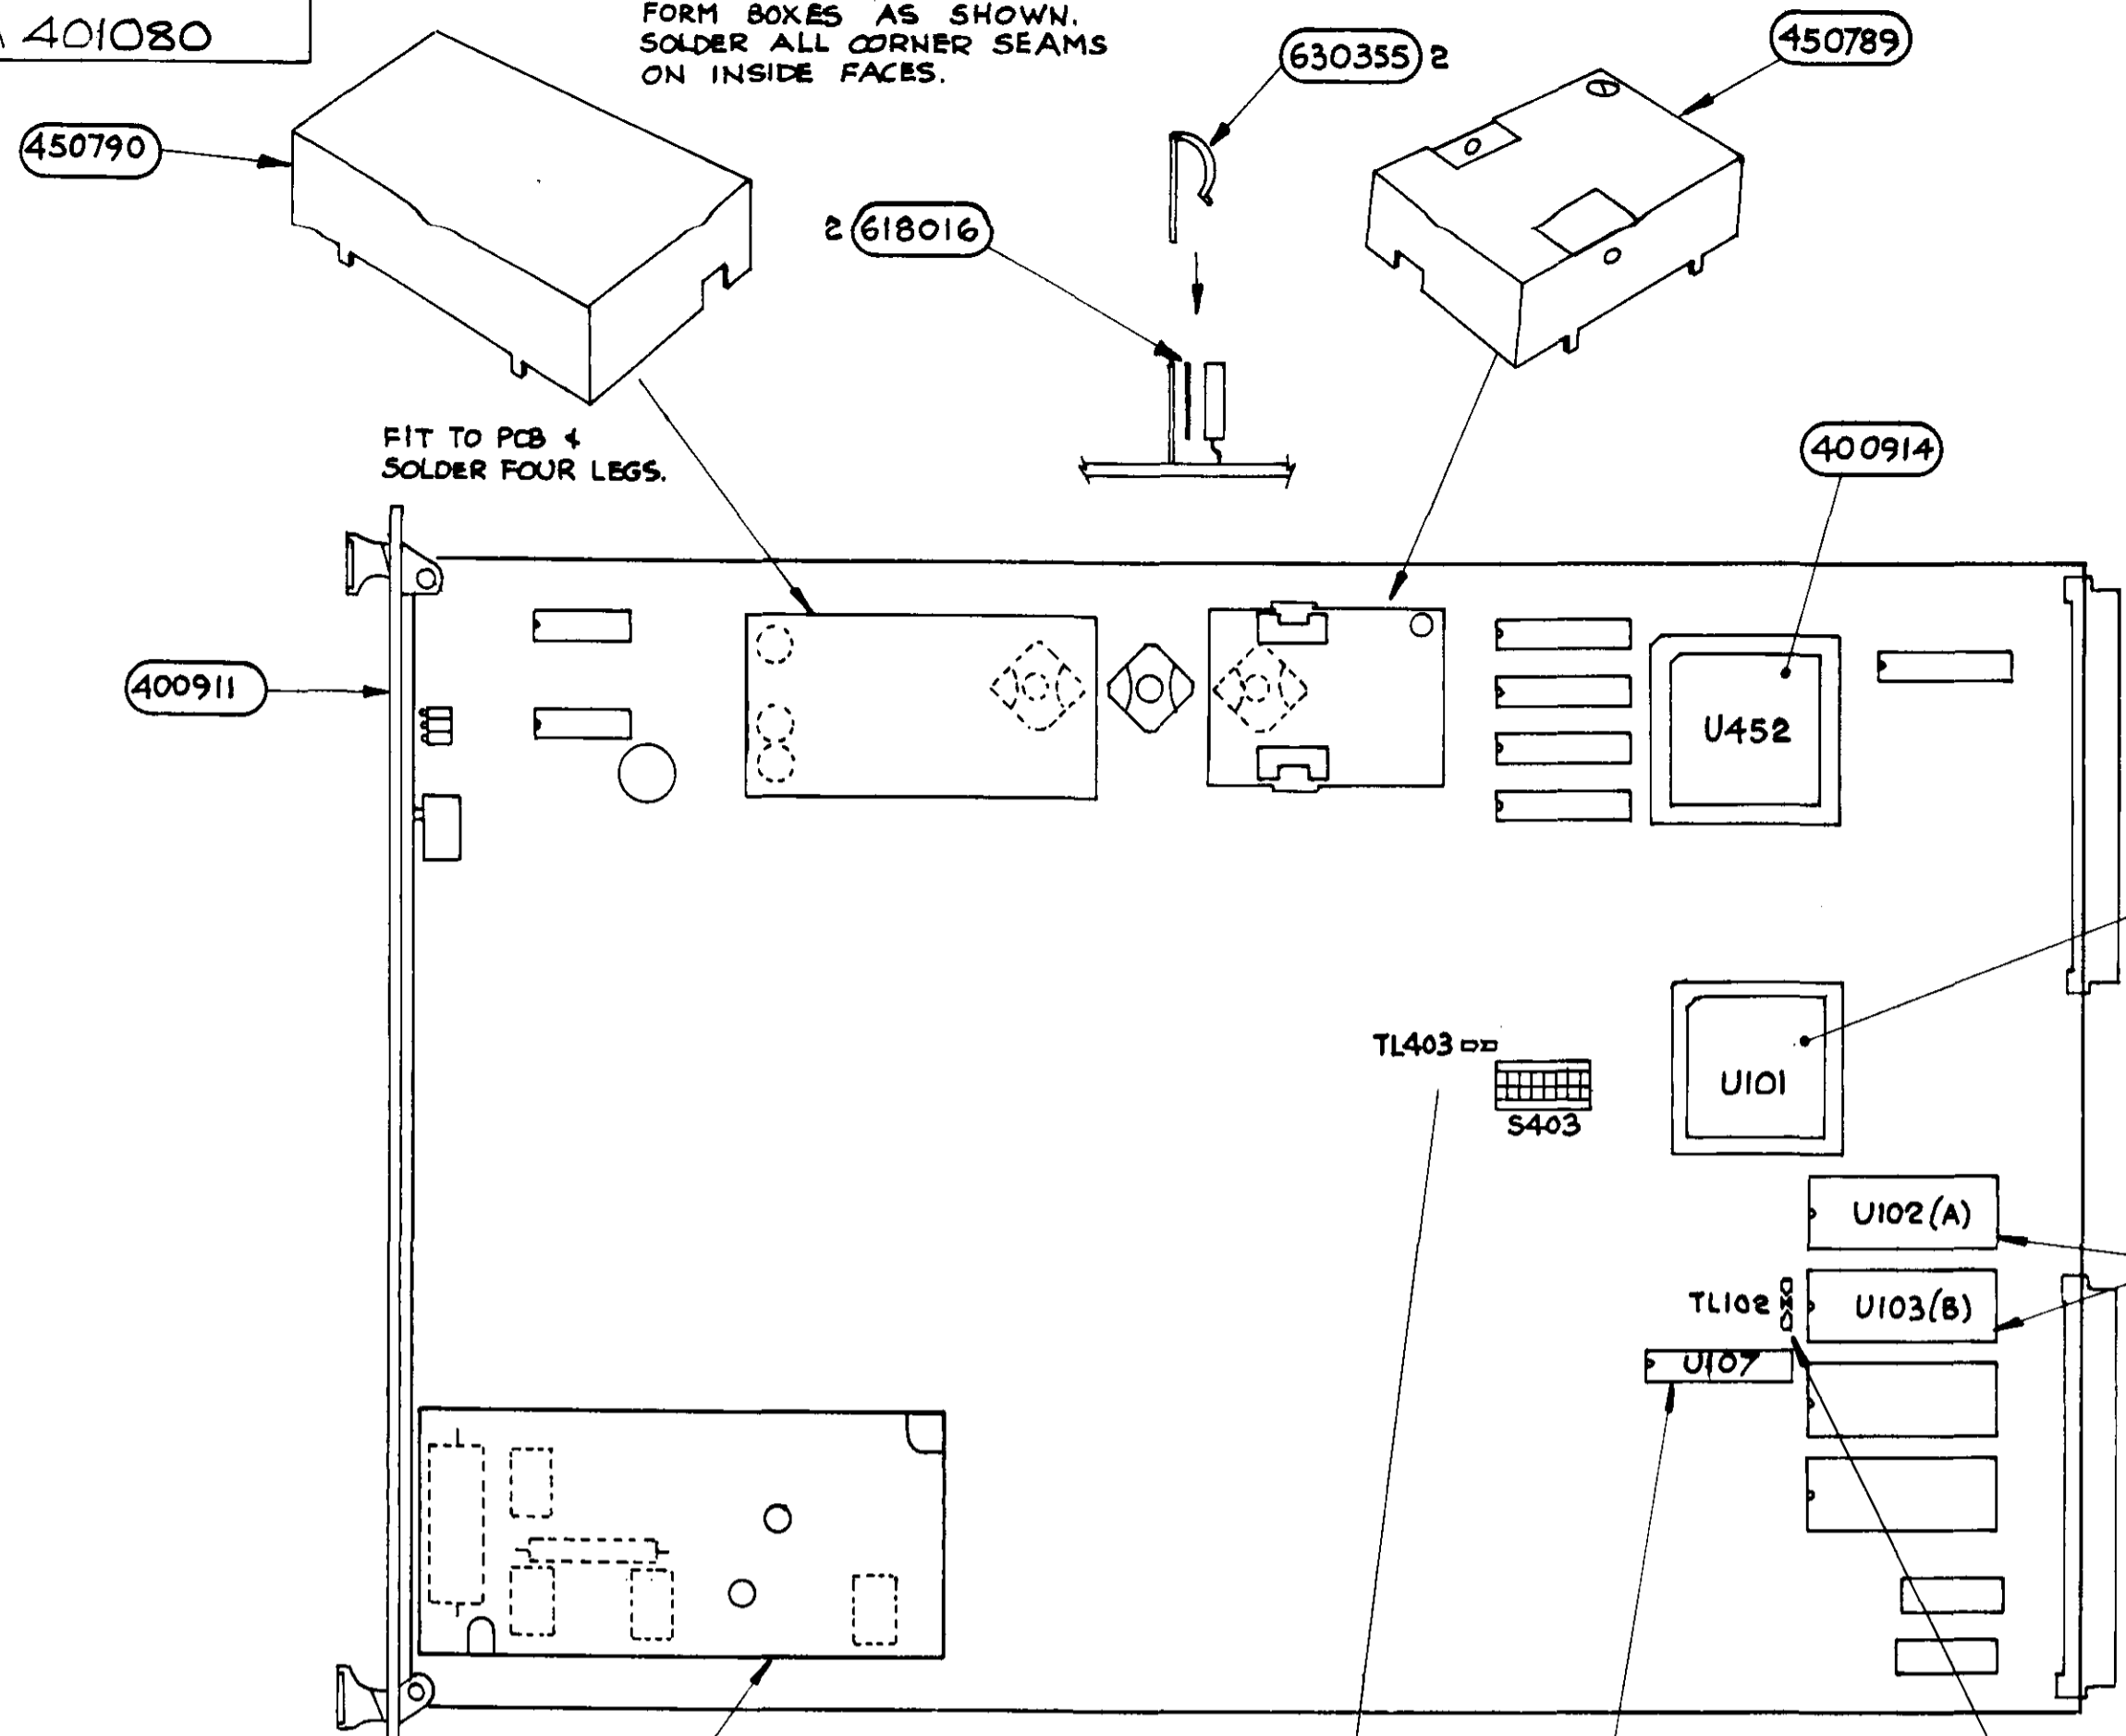 A 401080
FORM BOXES AS SHOWN.
SOLDER ALL CORNER SEAMS
ON INSIDE FACES.
630355 2
450789
450790
2 618016
FIT TO PCB &
SOLDER FOUR LEGS.
400914
400911
U452
TL403
U101
S403
U102(A)
TL102
U103(B)
U107